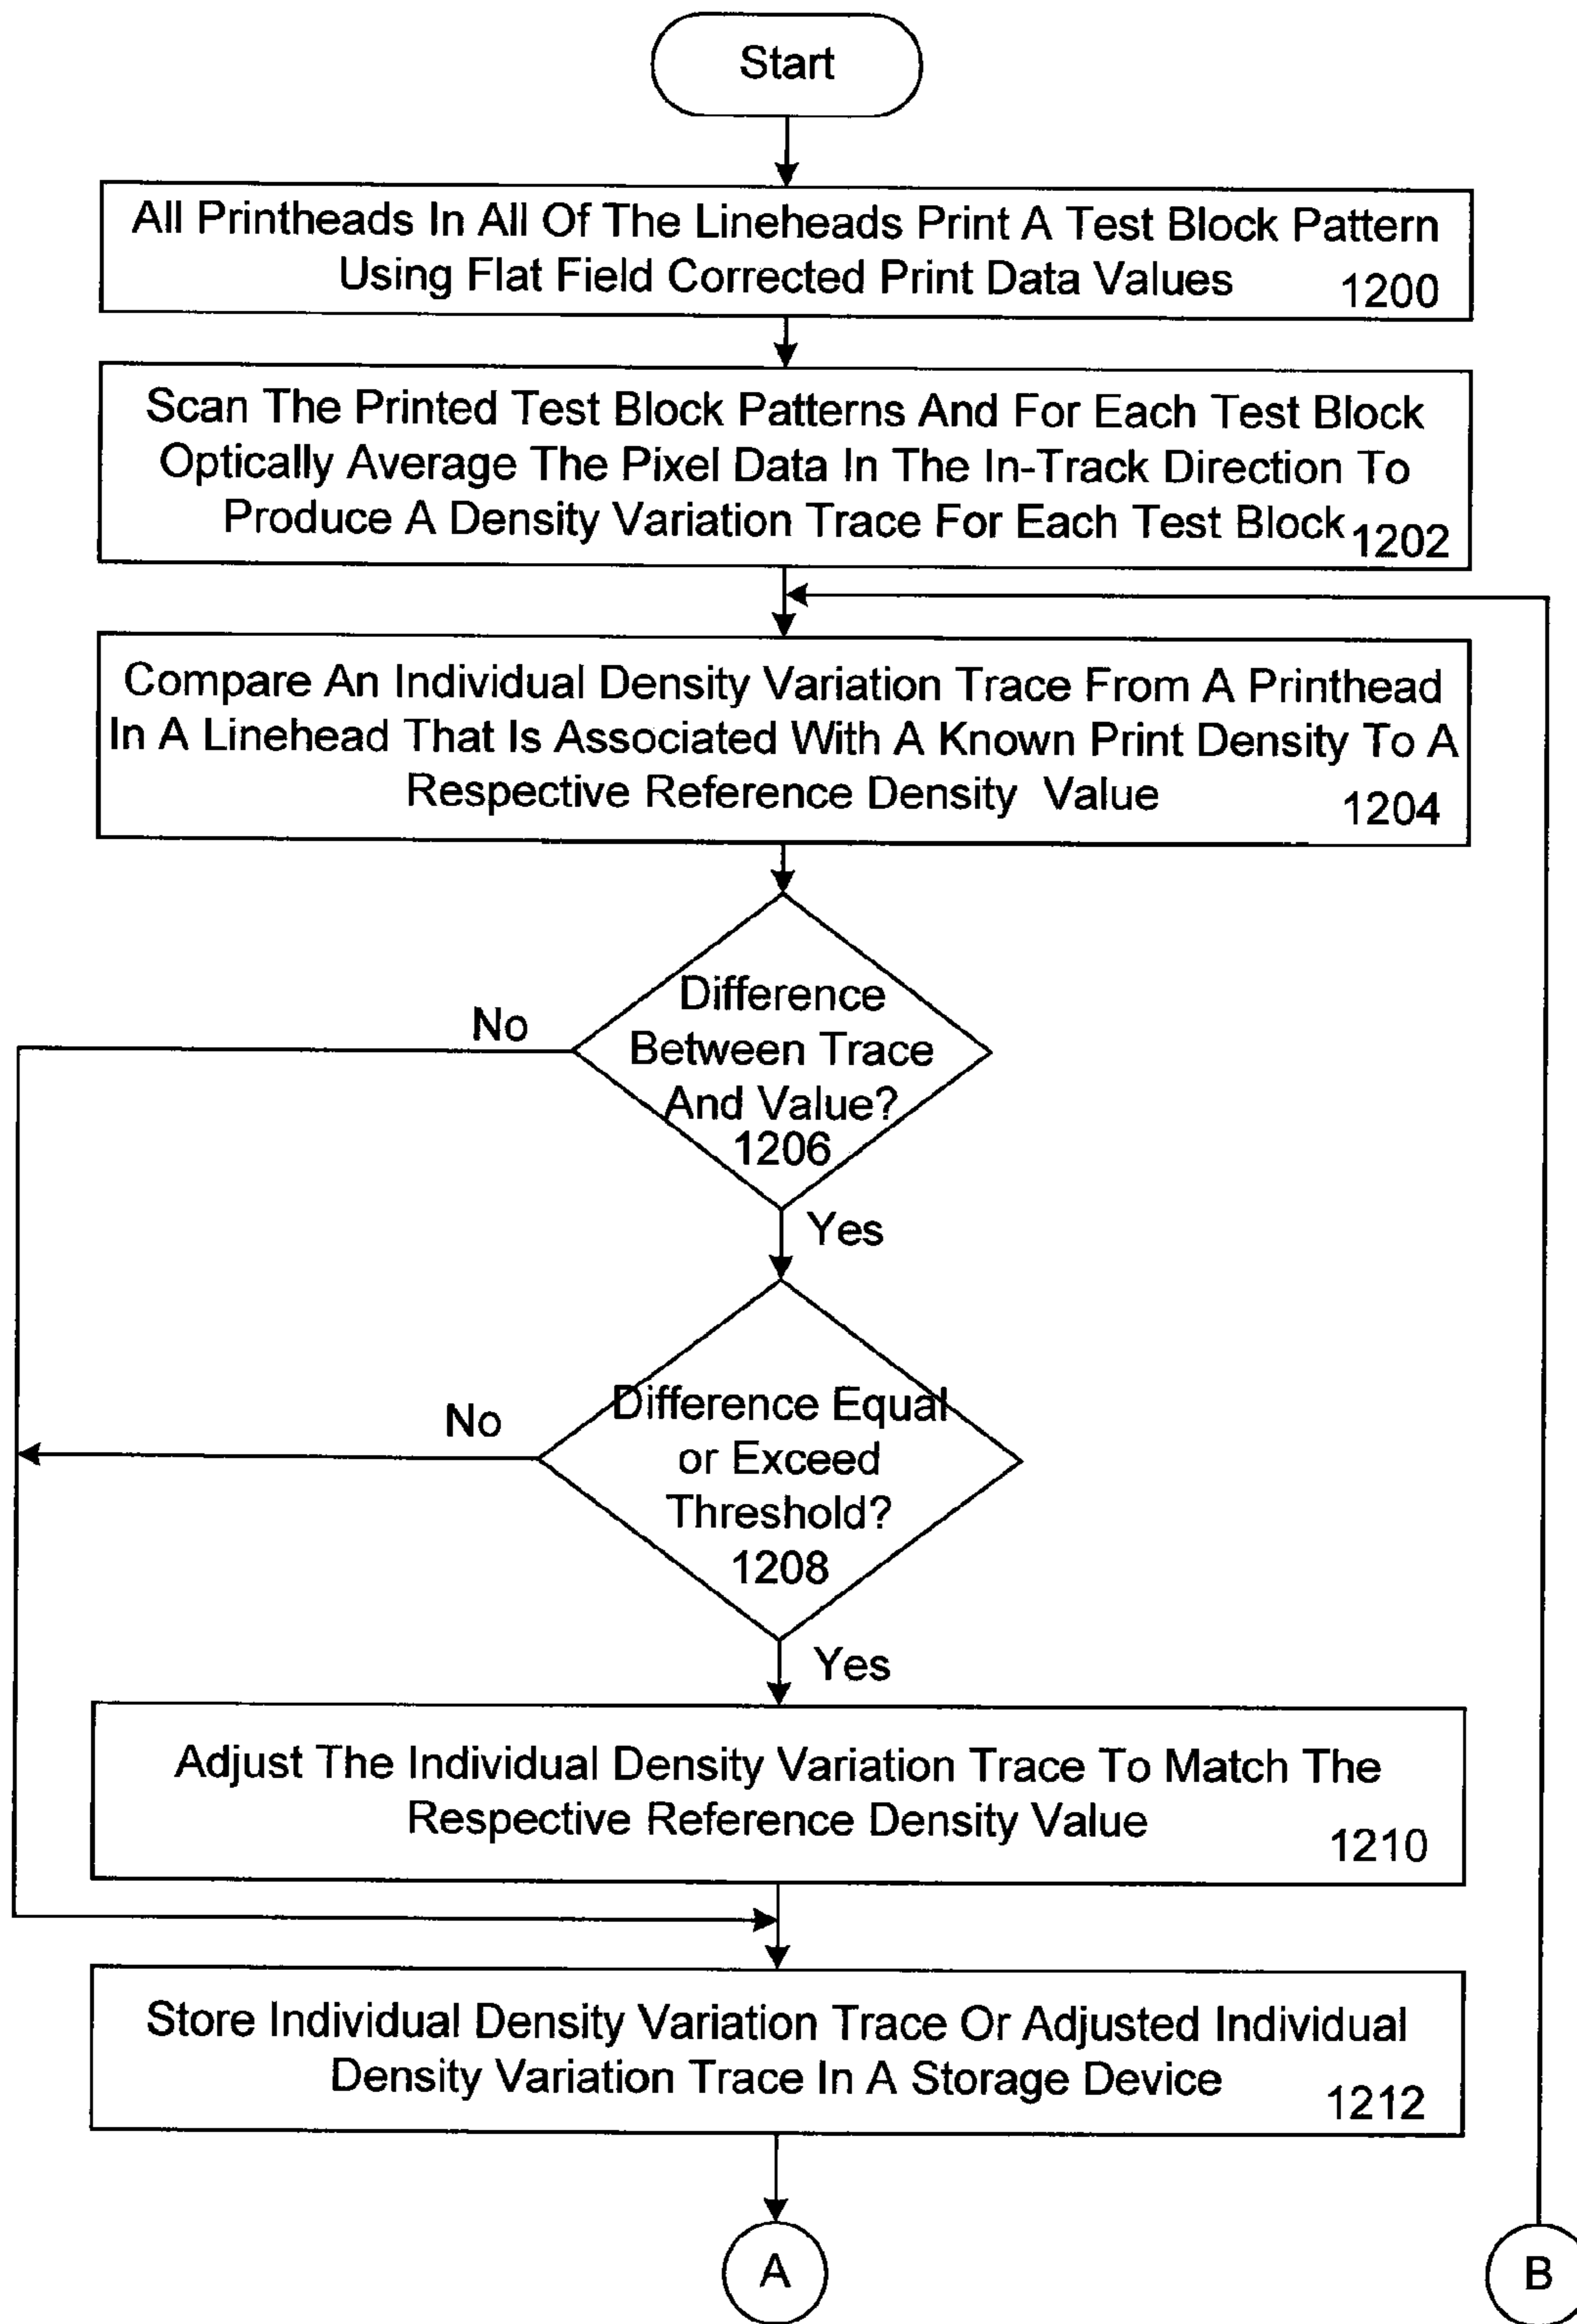 Start
All Printheads In All Of The Lineheads Print A Test Block Pattern
Using Flat Field Corrected Print Data Values 1200
Scan The Printed Test Block Patterns And For Each Test Block
Optically Average The Pixel Data In The In-Track Direction To
Produce A Density Variation Trace For Each Test Block 1202
Compare An Individual Density Variation Trace From A Printhead
In A Linehead That Is Associated With A Known Print Density To A
Respective Reference Density Value 1204
Difference
No
Between Trace
And Value?
1206
Yes
Difference Equal
No
or Exceed
Threshold?
1208
Yes
Adjust The Individual Density Variation Trace To Match The
Respective Reference Density Value 1210
Store Individual Density Variation Trace Or Adjusted Individual
Density Variation Trace In A Storage Device 1212
A
B